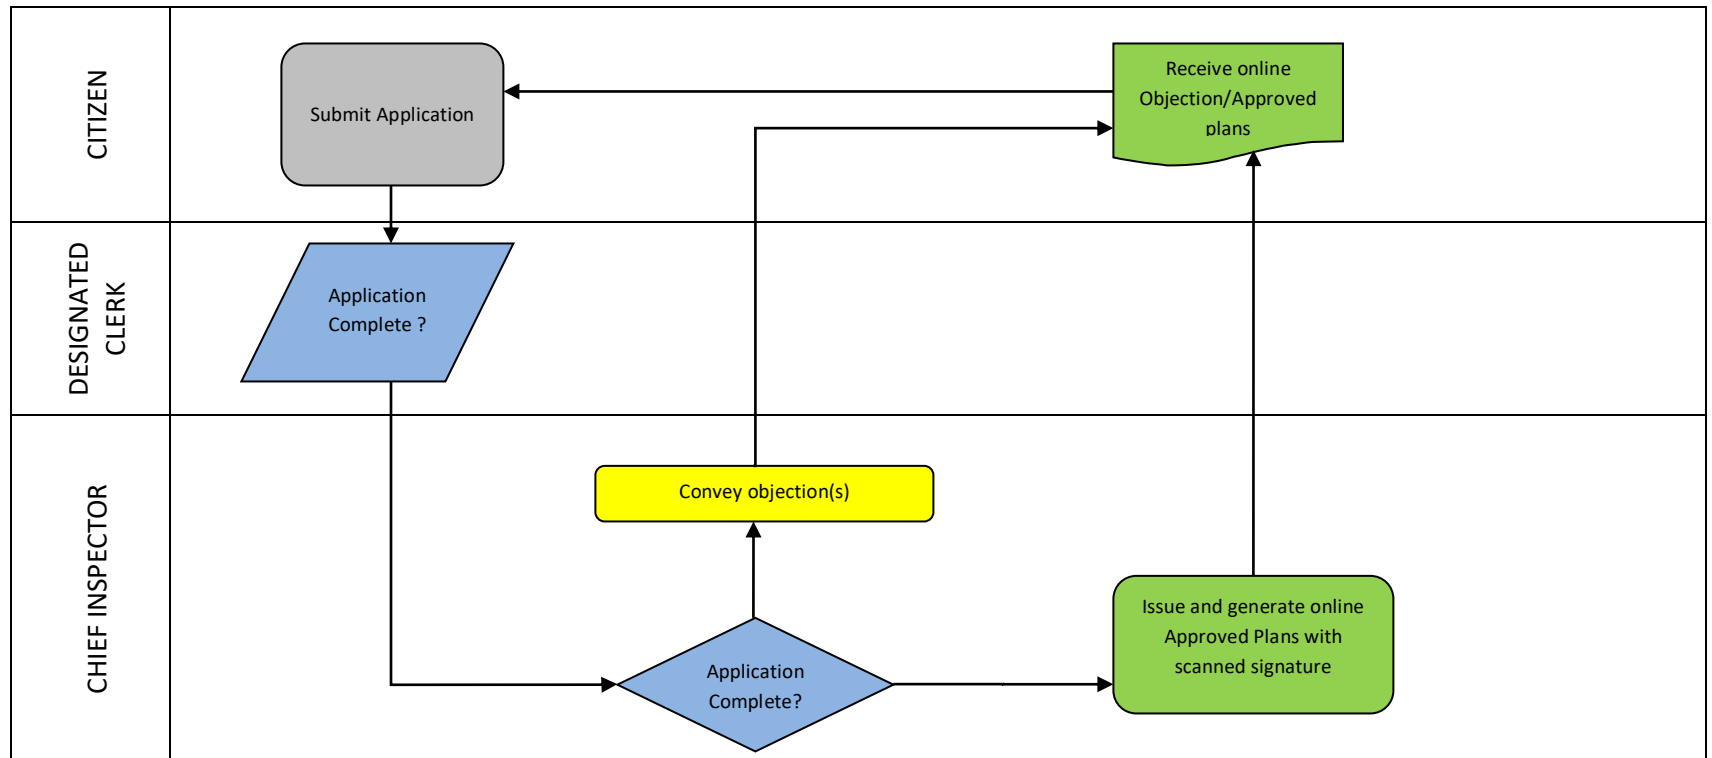 CITIZEN
Submit Application
Receive online
Objection/Approved
plans
DESIGNATED
CLERK
Application
Complete ?
CHIEF INSPECTOR
Convey objection(s)
Application
Complete?
Issue and generate online
Approved Plans with
scanned signature